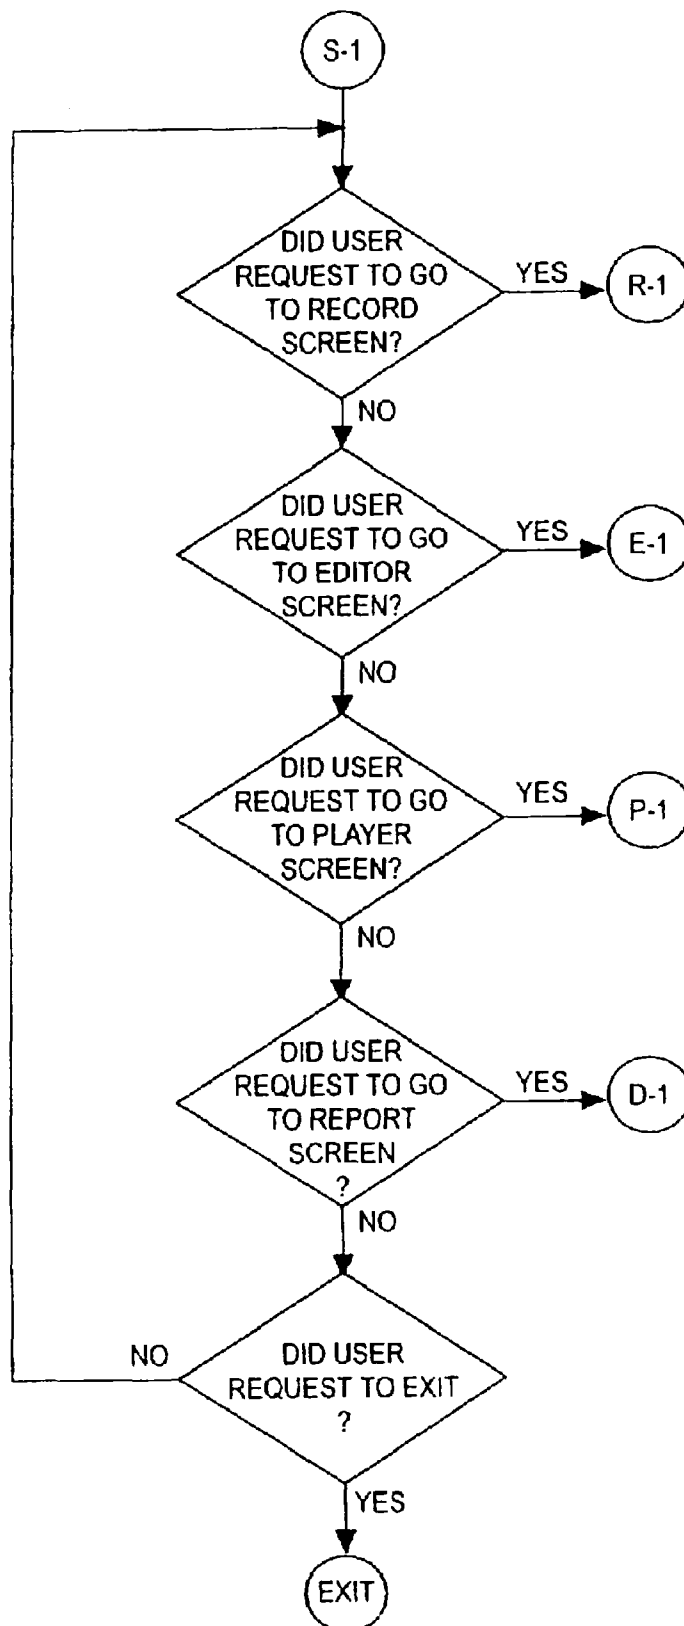 S-1
DID USER
REQUEST TO GO
TO RECORD
SCREEN?
YES
R-1
NO
DID USER
REQUEST TO GO
TO EDITOR
SCREEN?
YES
E-1
NO
DID USER
REQUEST TO GO
TO PLAYER
SCREEN?
YES
P-1
NO
DID USER
REQUEST TO GO
TO REPORT
SCREEN
?
YES
D-1
NO
DID USER
REQUEST TO EXIT
?
NO
YES
EXIT